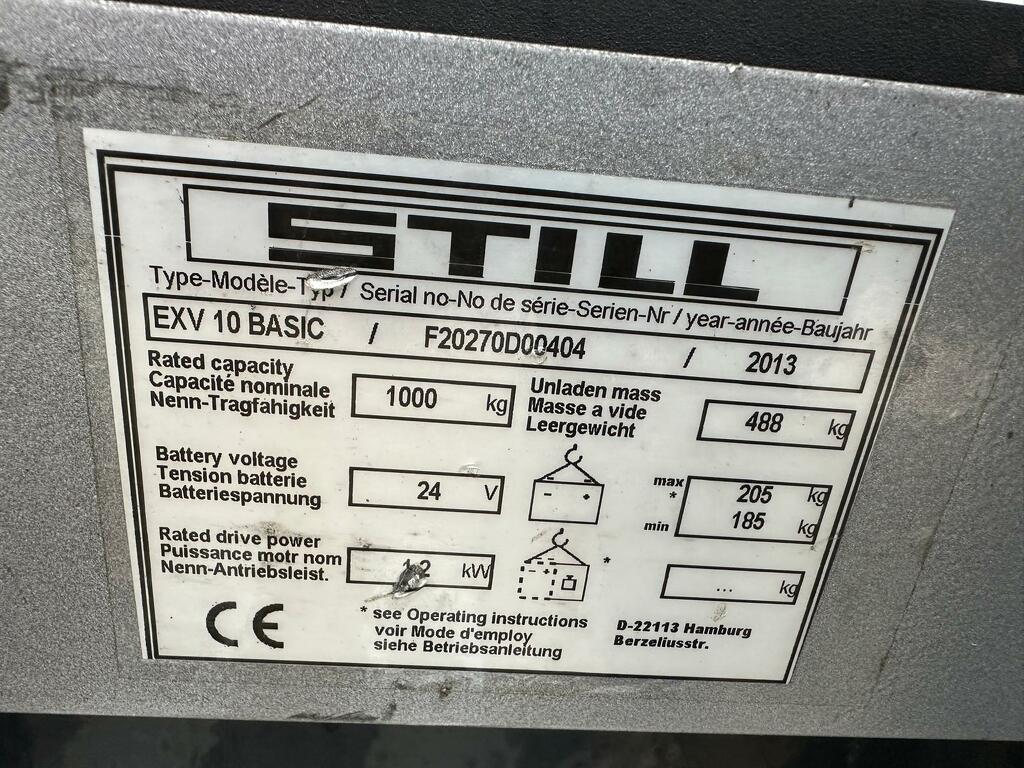 STILL
Type-Modèle-Typ / Serial no-No de série-Serien-Nr / year-année-Baujahr
EXV 10 BASIC / F20270D00404 / 2013
Rated capacity
Capacité nominale
Nenn-Tragfähigkeit
1000 kg
Unladen mass
Masse a vide
Leergewicht
488 kg
Battery voltage
Tension batterie
Batteriespannung
24 V
- +
max
*
min
205 kg
185 kg
Rated drive power
Puissance motr nom
Nenn-Antriebsleist.
kW
- +
*
... kg
CE
* see Operating instructions
voir Mode d'employ
siehe Betriebsanleitung
D-22113 Hamburg
Berzeliusstr.